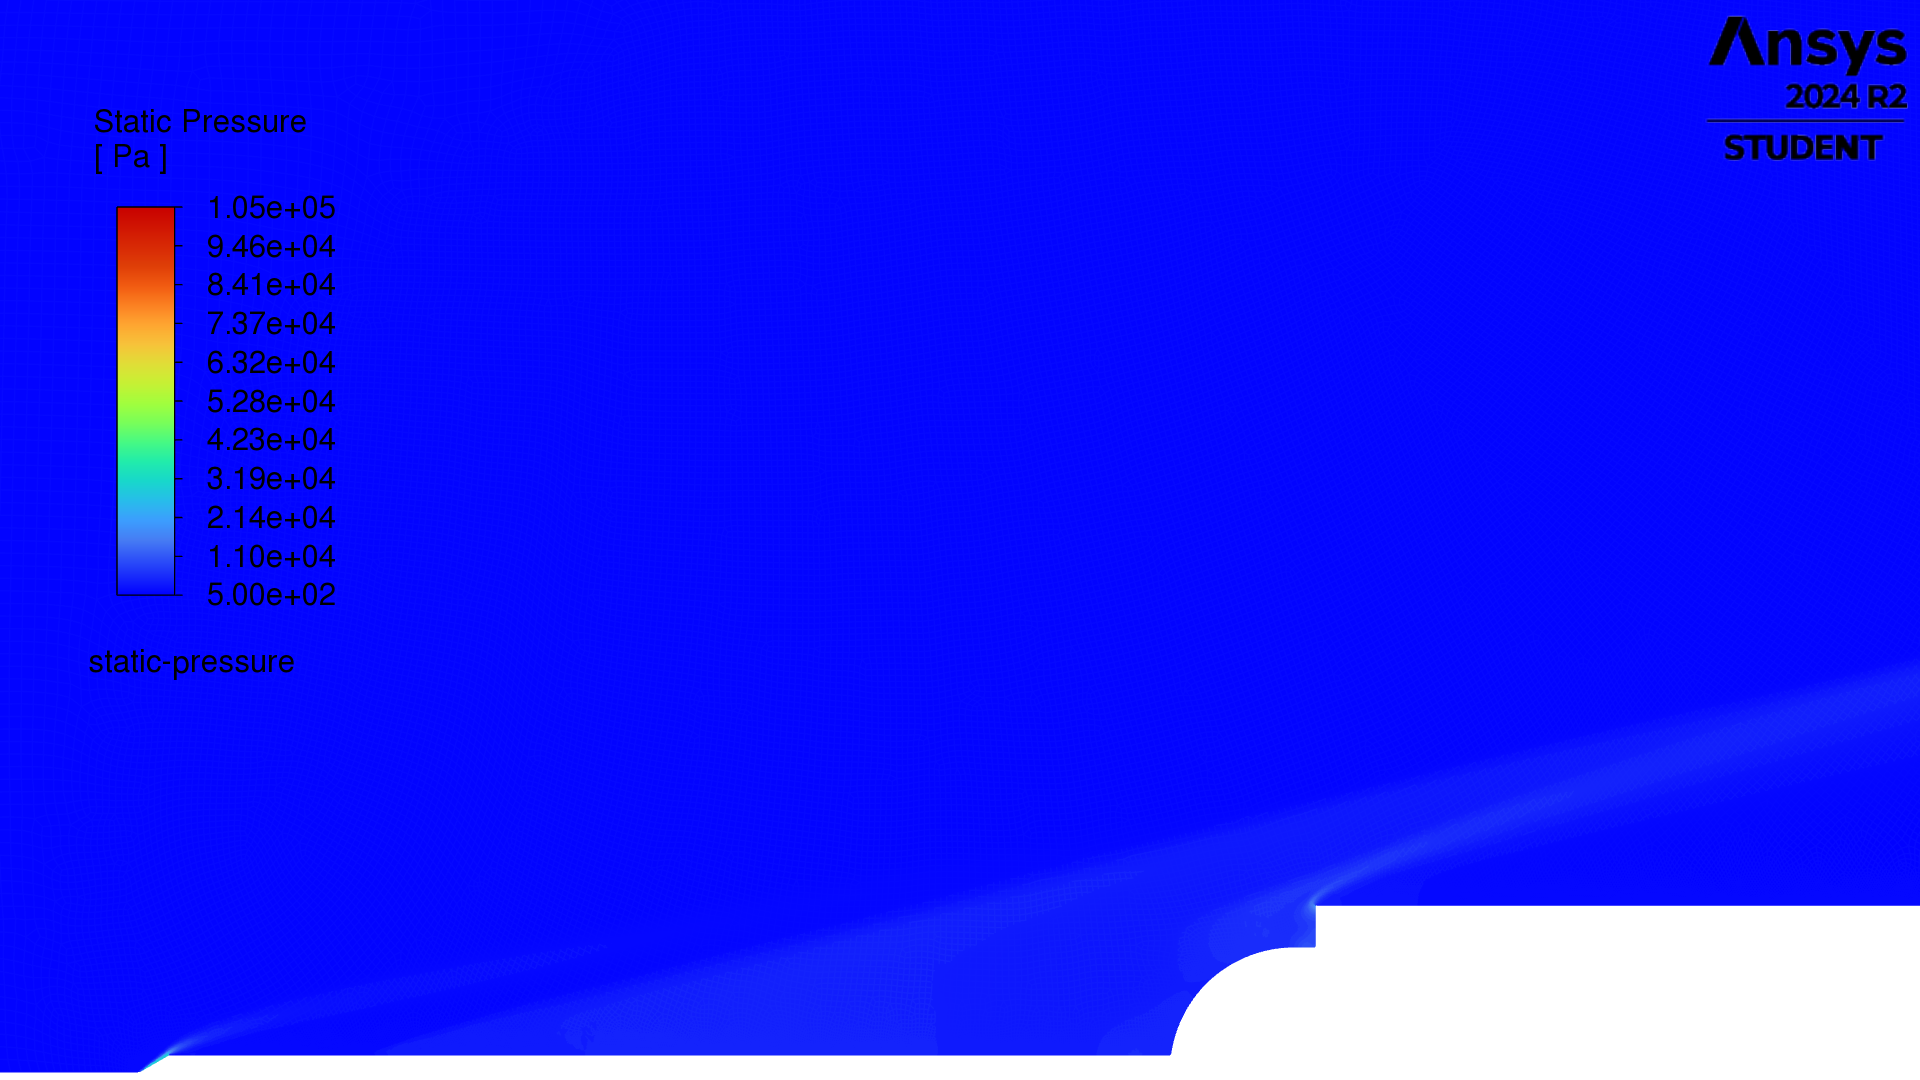 Ansys
2024 R2
STUDENT
Static Pressure
[ Pa ]
1.05e+05
9.46e+04
8.41e+04
7.37e+04
6.32e+04
5.28e+04
4.23e+04
3.19e+04
2.14e+04
1.10e+04
5.00e+02
static-pressure